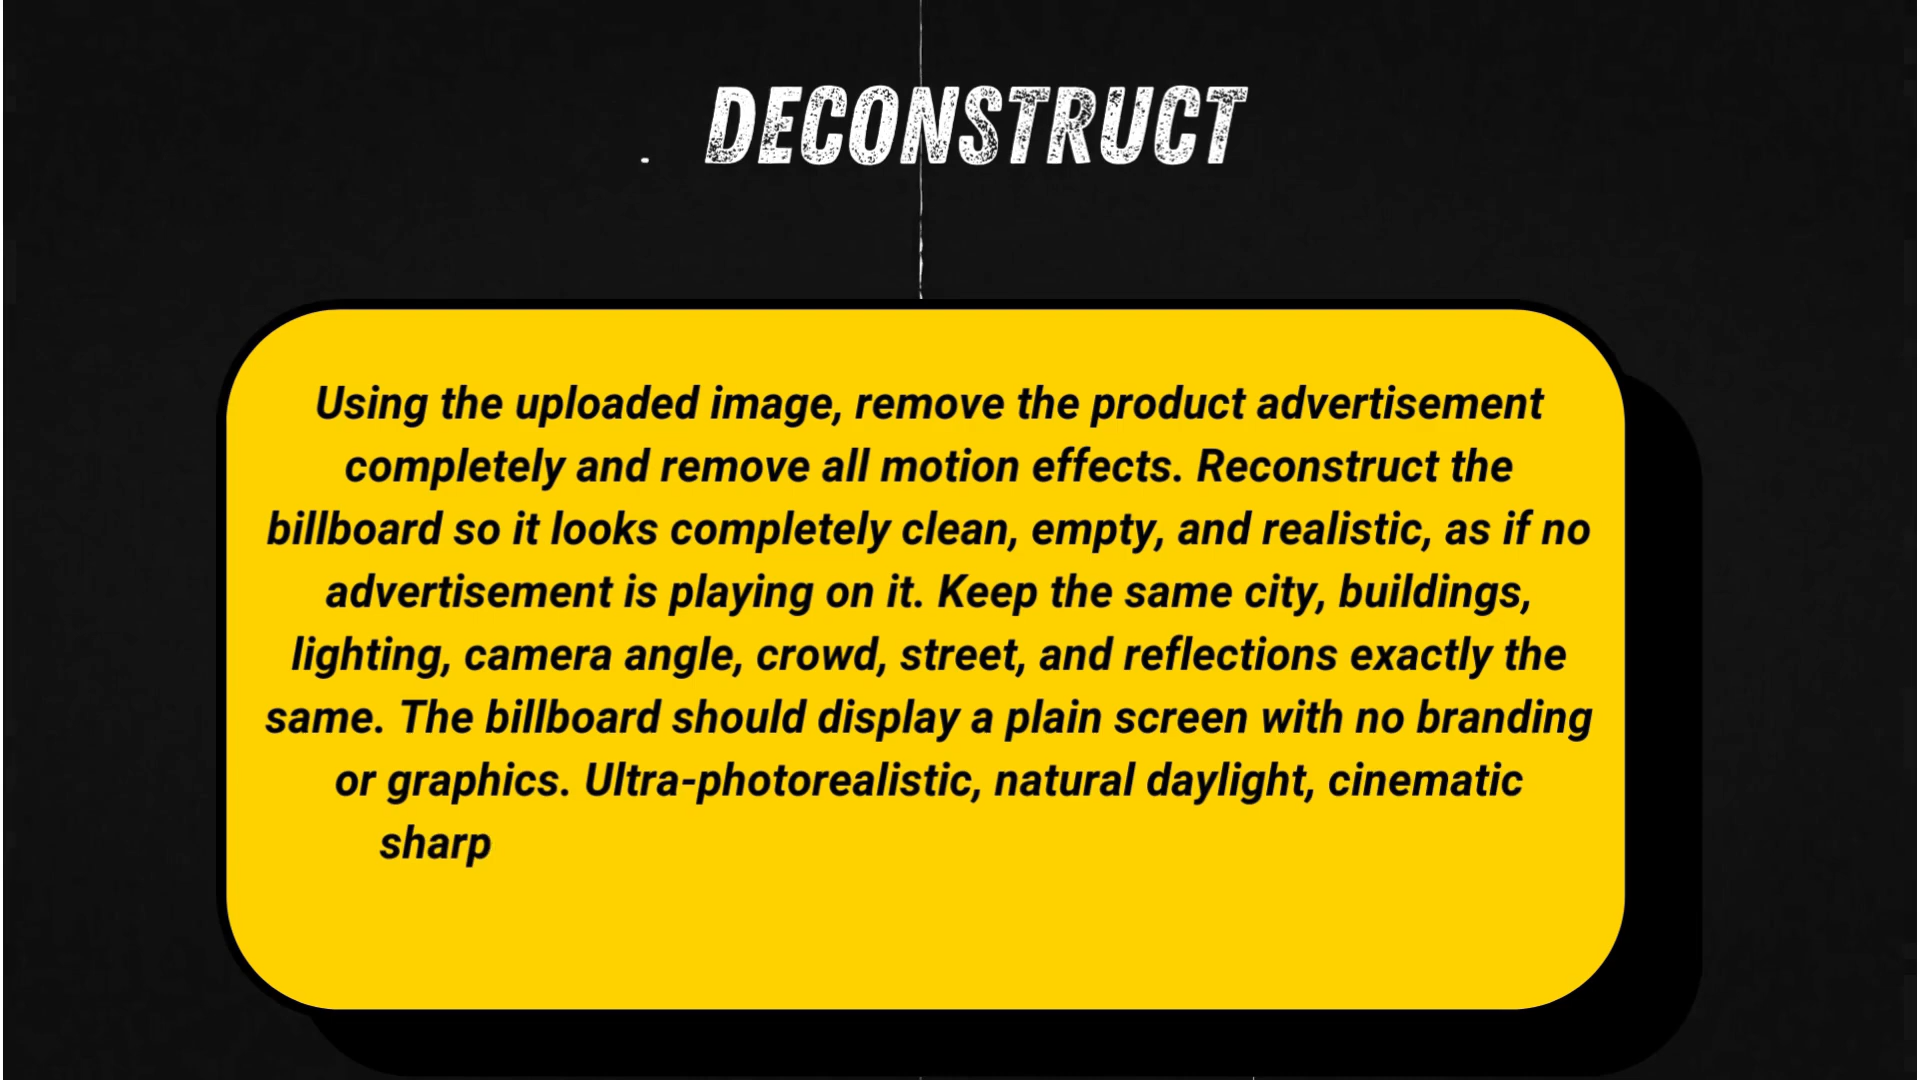 DECONSTRUCT
Using the uploaded image, remove the product advertisement
completely and remove all motion effects. Reconstruct the
billboard so it looks completely clean, empty, and realistic, as if no
advertisement is playing on it. Keep the same city, buildings,
lighting, camera angle, crowd, street, and reflections exactly the
same. The billboard should display a plain screen with no branding
or graphics. Ultra-photorealistic, natural daylight, cinematic
sharp